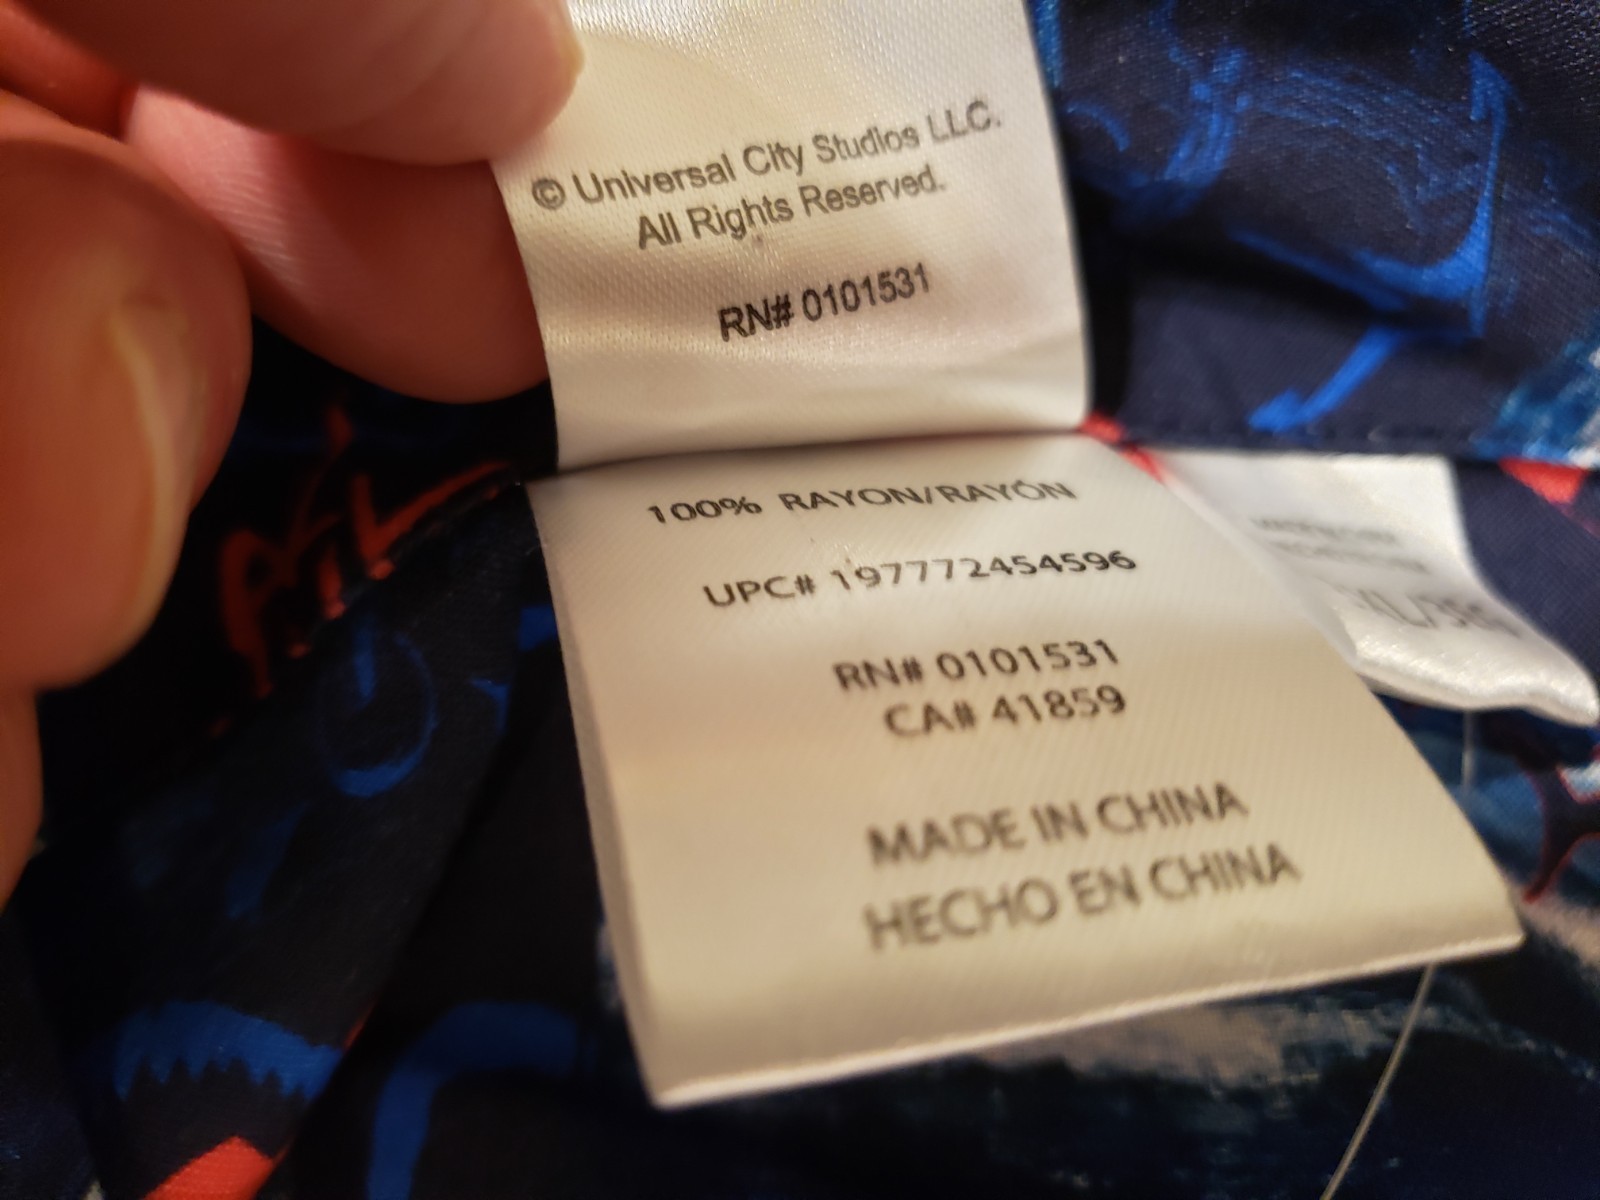 © Universal City Studios LLC.
All Rights Reserved.
RN# 0101531
100% RAYON/RAYÓN
UPC# 197772454596
RN# 0101531
CA# 41859
MADE IN CHINA
HECHO EN CHINA